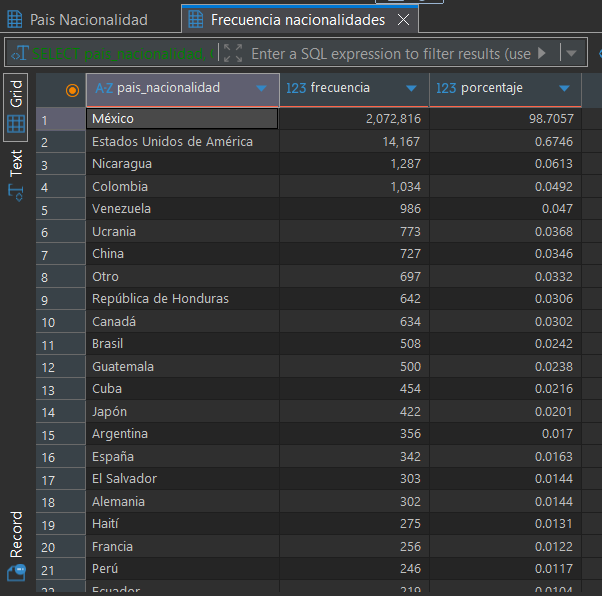 Pais Nacionalidad
Frecuencia nacionalidades
SELECT pais_nacionalidad, Enter a SQL expression to filter results (use
Grid
Text
Record
A-Z pais_nacionalidad 123 frecuencia 123 porcentaje
1 México 2,072,816 98.7057
2 Estados Unidos de América 14,167 0.6746
3 Nicaragua 1,287 0.0613
4 Colombia 1,034 0.0492
5 Venezuela 986 0.047
6 Ucrania 773 0.0368
7 China 727 0.0346
8 Otro 697 0.0332
9 República de Honduras 642 0.0306
10 Canadá 634 0.0302
11 Brasil 508 0.0242
12 Guatemala 500 0.0238
13 Cuba 454 0.0216
14 Japón 422 0.0201
15 Argentina 356 0.017
16 España 342 0.0163
17 El Salvador 303 0.0144
18 Alemania 302 0.0144
19 Haití 275 0.0131
20 Francia 256 0.0122
21 Perú 246 0.0117
22 Ecuador 219 0.0104